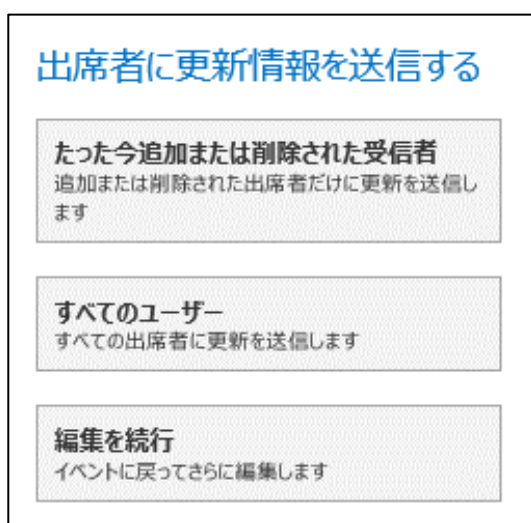 出席者に更新情報を送信する
たった今追加または削除された受信者
追加または削除された出席者だけに更新を送信し
ます
すべてのユーザー
すべての出席者に更新を送信します
編集を続行
イベントに戻ってさらに編集します